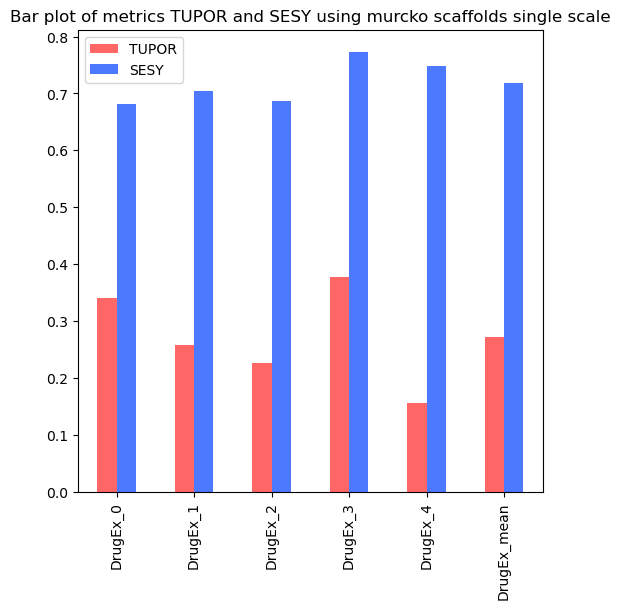 Bar plot of metrics TUPOR and SESY using murcko scaffolds single scale
TUPOR
SESY
0.8
0.7
0.6
0.5
0.4
0.3
0.2
0.1
0.0
DrugEx_0
DrugEx_1
DrugEx_2
DrugEx_3
DrugEx_4
DrugEx_mean